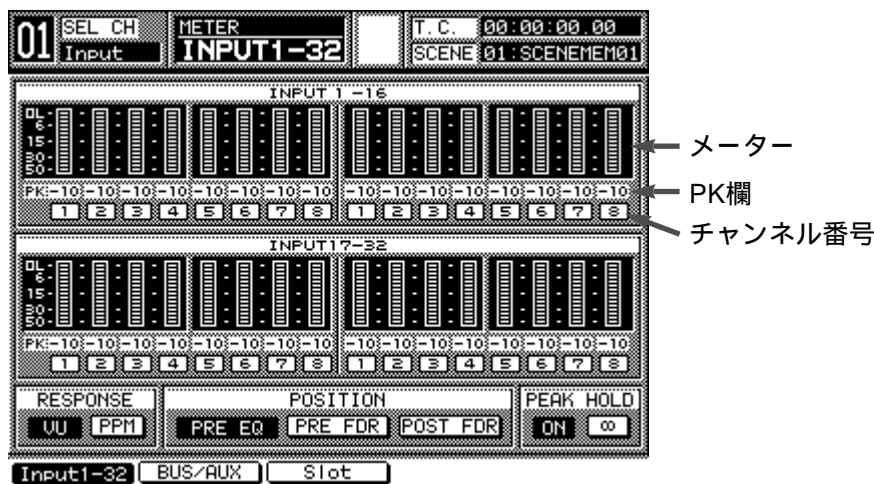 01 SEL CH Input METER INPUT1-32 T.C. 00:00:00.00
SCENE 01:SCENEMEM01
INPUT 1 -16
OL-
6-
15-
30-
50-
PK -10 -10 -10 -10 -10 -10 -10 -10 -10 -10 -10 -10 -10 -10 -10 -10
1 2 3 4 5 6 7 8 1 2 3 4 5 6 7 8
メーター
PK欄
チャンネル番号
INPUT17-32
OL-
6-
15-
30-
50-
PK -10 -10 -10 -10 -10 -10 -10 -10 -10 -10 -10 -10 -10 -10 -10 -10
1 2 3 4 5 6 7 8 1 2 3 4 5 6 7 8
RESPONSE POSITION PEAK HOLD
VU PPM PRE EQ PRE FDR POST FDR ON ∞
Input1-32 BUS/AUX Slot